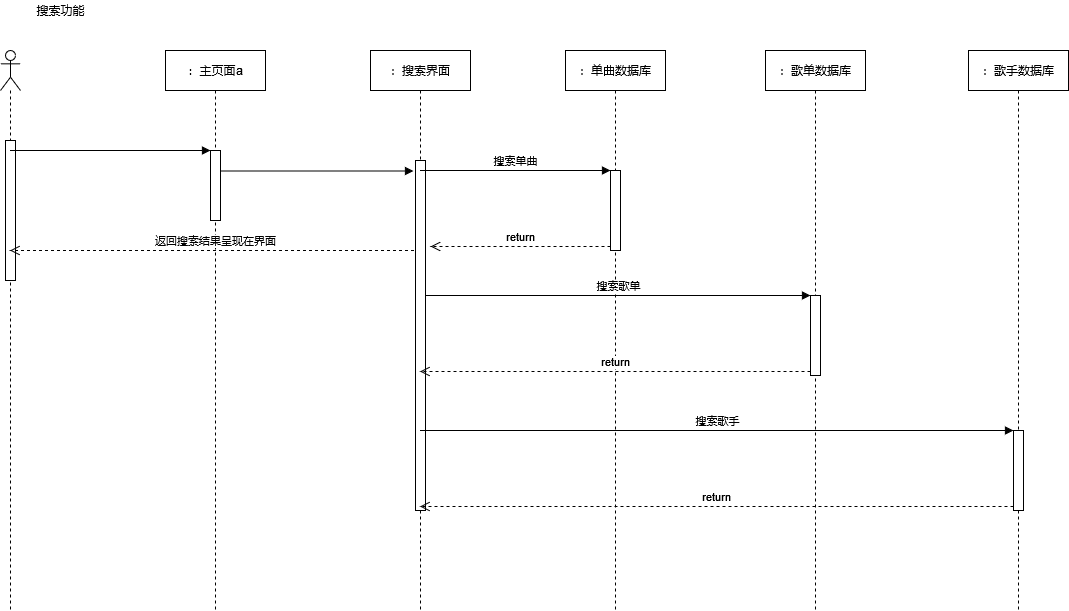 搜索功能
: 主页面a
: 搜索界面
: 单曲数据库
: 歌单数据库
: 歌手数据库
搜索单曲
return
返回搜索结果呈现在界面
搜索歌单
return
搜索歌手
return